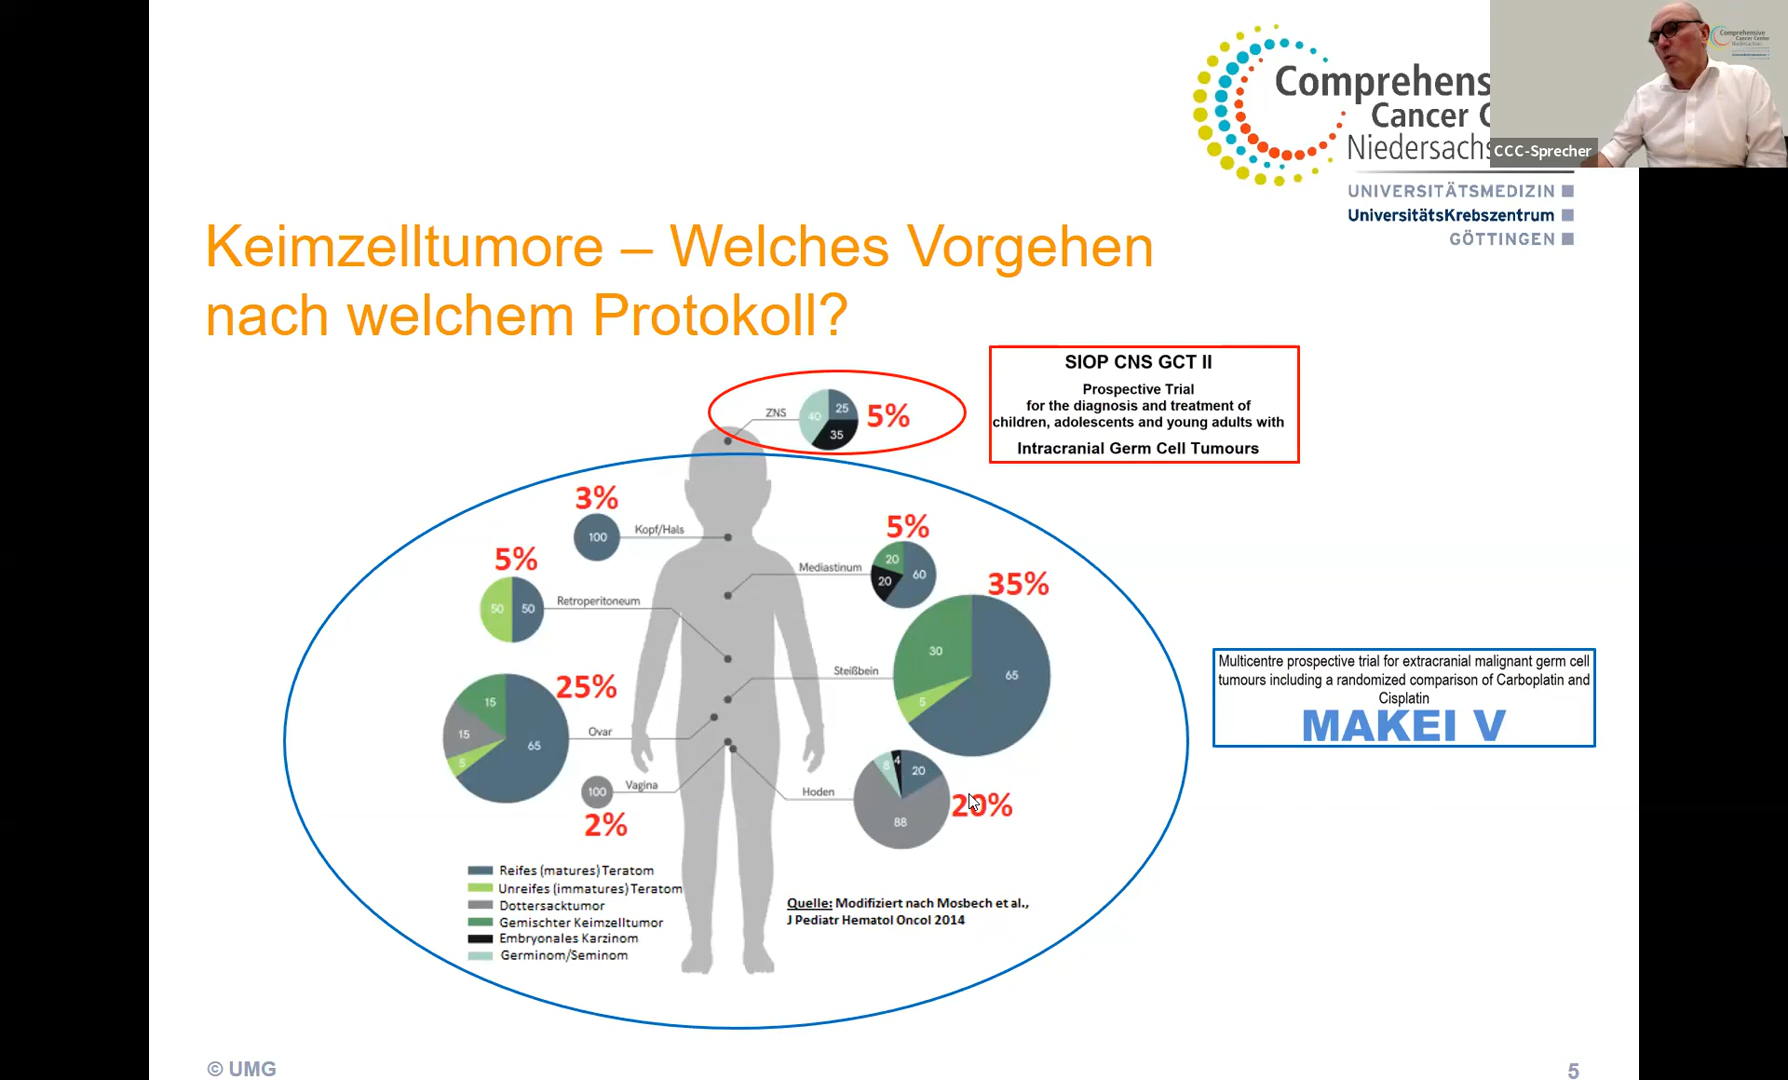 Comprehensive
Cancer Center
Niedersachsen
Comprehens
Cancer C
Niedersachs
CCC-Sprecher
UNIVERSITÄTSMEDIZIN
UniversitätsKrebszentrum
GÖTTINGEN
Keimzelltumore – Welches Vorgehen
nach welchem Protokoll?
SIOP CNS GCT II
Prospective Trial
for the diagnosis and treatment of
children, adolescents and young adults with
Intracranial Germ Cell Tumours
ZNS
40
25
35
5%
3%
100
Kopf/Hals
5%
20
20
60
Mediastinum
5%
50
50
Retroperitoneum
35%
30
65
5
Steißbein
25%
15
15
5
65
Ovar
100
Vagina
2%
Hoden
8
4
20
88
20%
Multicentre prospective trial for extracranial malignant germ cell
tumours including a randomized comparison of Carboplatin and
Cisplatin
MAKEI V
Reifes (matures) Teratom
Unreifes (immatures) Teratom
Dottersacktumor
Gemischter Keimzelltumor
Embryonales Karzinom
Germinom/Seminom
Quelle: Modifiziert nach Mosbech et al.,
J Pediatr Hematol Oncol 2014
© UMG
5